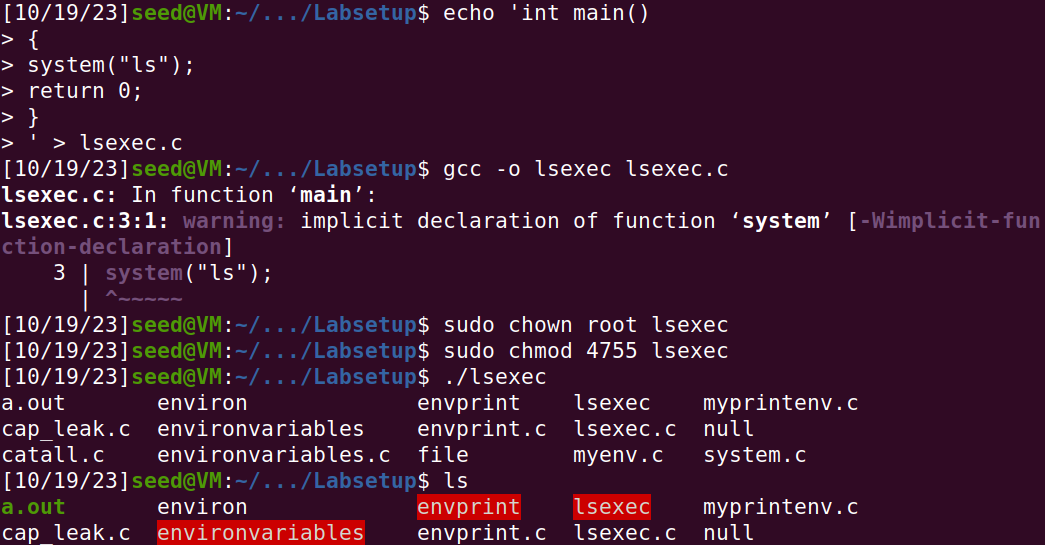 [10/19/23]seed@VM:~/.../Labsetup$ echo 'int main()
> {
> system("ls");
> return 0;
> }
> ' > lsexec.c
[10/19/23]seed@VM:~/.../Labsetup$ gcc -o lsexec lsexec.c
lsexec.c: In function ‘main’:
lsexec.c:3:1: warning: implicit declaration of function ‘system’ [-Wimplicit-fun
ction-declaration]
    3 | system("ls");
      | ^~~~~~
[10/19/23]seed@VM:~/.../Labsetup$ sudo chown root lsexec
[10/19/23]seed@VM:~/.../Labsetup$ sudo chmod 4755 lsexec
[10/19/23]seed@VM:~/.../Labsetup$ ./lsexec
a.out       environ             envprint    lsexec    myprintenv.c
cap_leak.c  environvariables    envprint.c  lsexec.c  null
catall.c    environvariables.c  file        myenv.c   system.c
[10/19/23]seed@VM:~/.../Labsetup$ ls
a.out       environ             envprint    lsexec    myprintenv.c
cap_leak.c  environvariables    envprint.c  lsexec.c  null